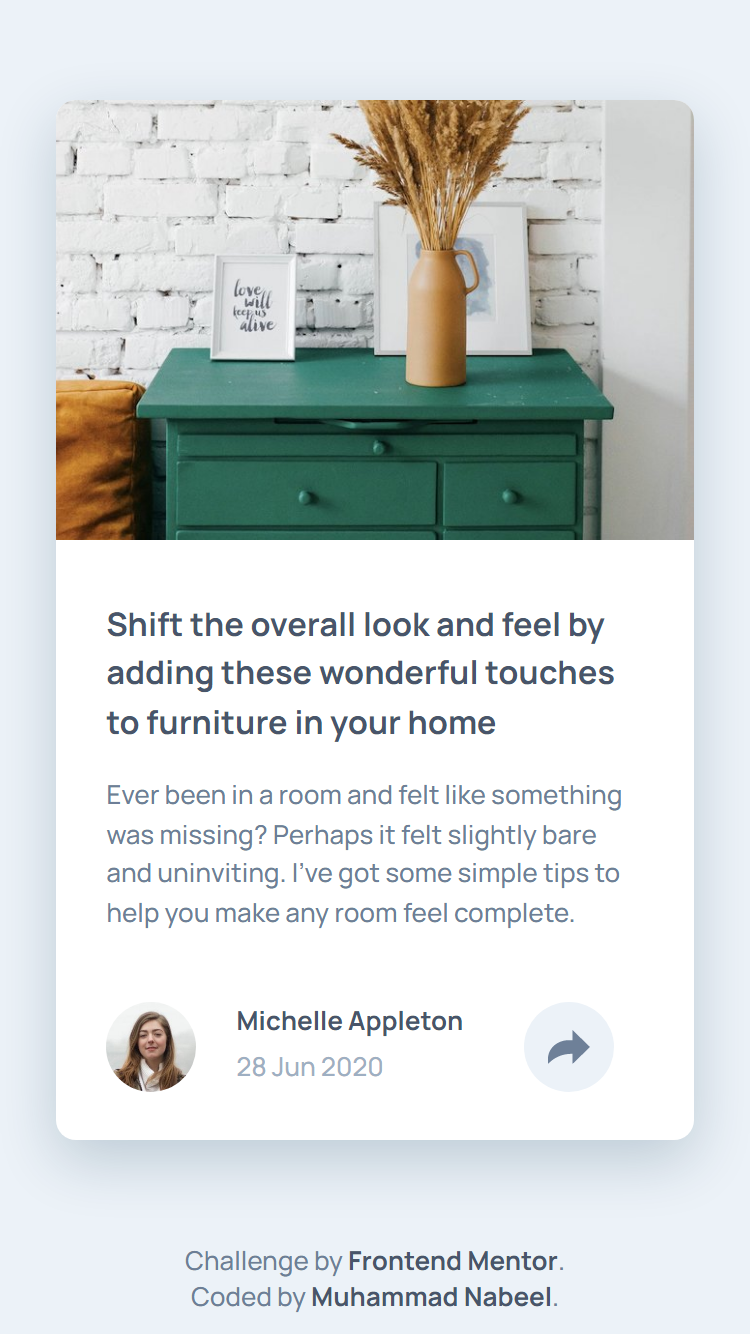 love
will
keep us
alive
Shift the overall look and feel by
adding these wonderful touches
to furniture in your home
Ever been in a room and felt like something
was missing? Perhaps it felt slightly bare
and uninviting. I’ve got some simple tips to
help you make any room feel complete.
Michelle Appleton
28 Jun 2020
Challenge by Frontend Mentor.
Coded by Muhammad Nabeel.